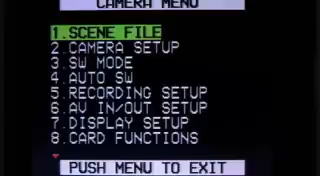 CAMERA MENU
1.SCENE FILE
2.CAMERA SETUP
3.SW MODE
4.AUTO SW
5.RECORDING SETUP
6.AV IN/OUT SETUP
7.DISPLAY SETUP
8.CARD FUNCTIONS
PUSH MENU TO EXIT